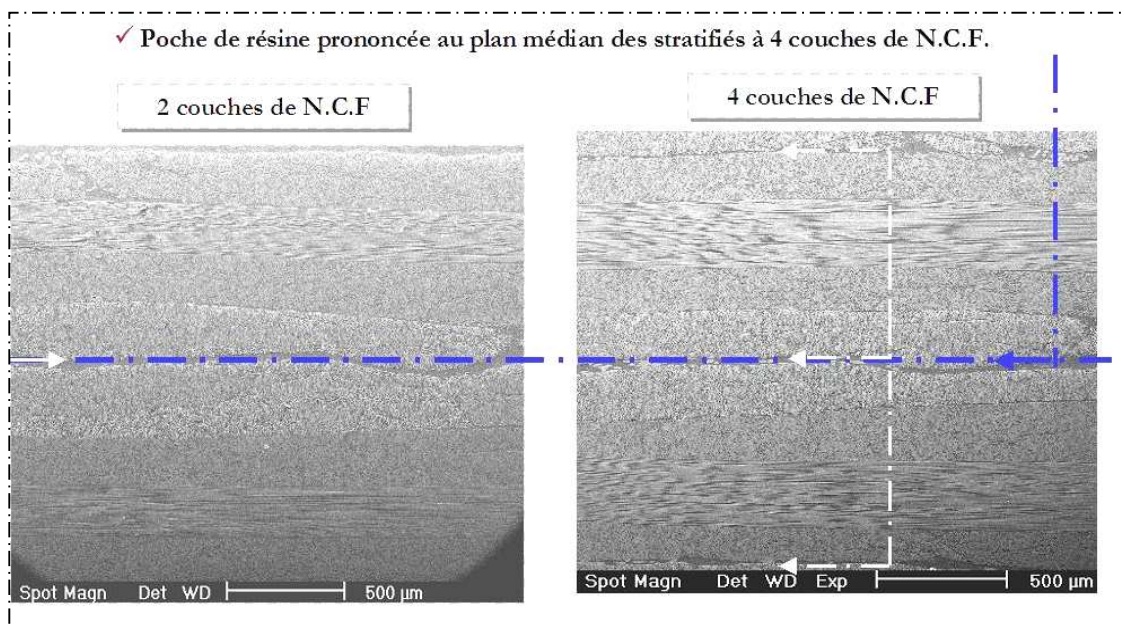 ✓ Poche de résine prononcée au plan médian des stratifiés à 4 couches de N.C.F.
2 couches de N.C.F
4 couches de N.C.F
Spot Magn Det WD 500 µm
Spot Magn Det WD Exp 500 µm